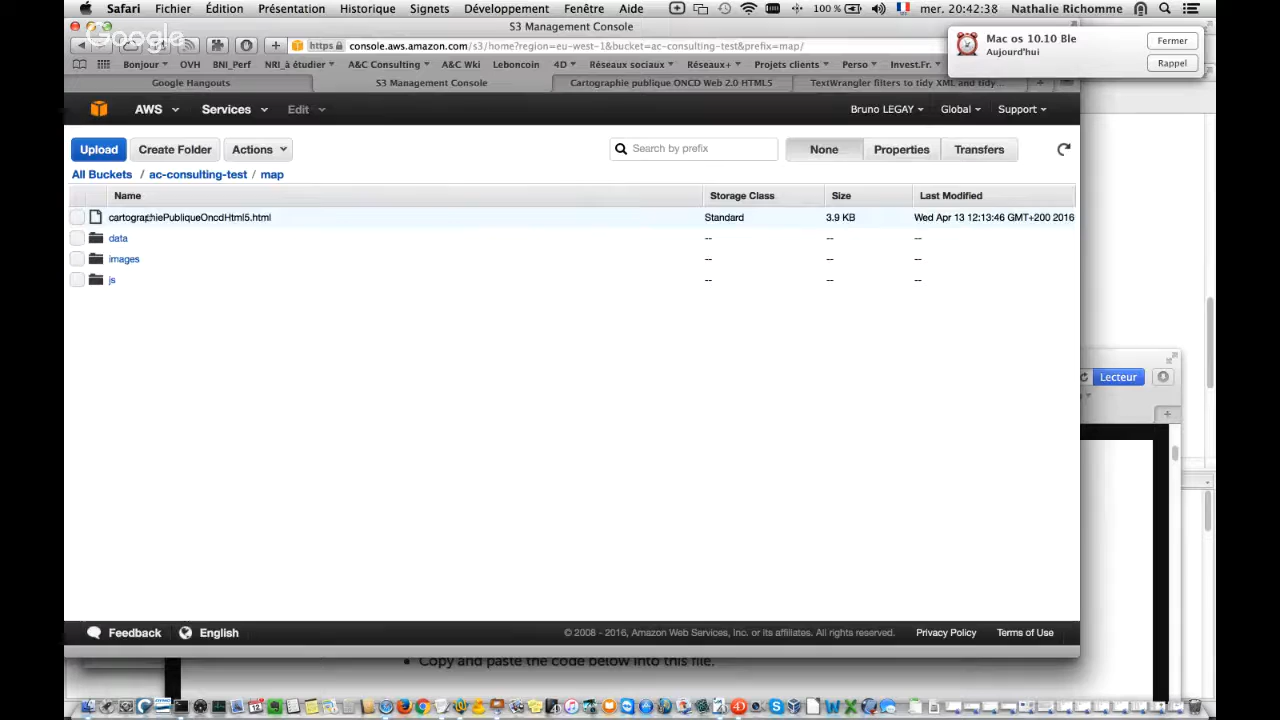 Safari Fichier Édition Présentation Historique Signets Développement Fenêtre Aide 100 % mer. 20:42:38 Nathalie Richomme
S3 Management Console
Google
https console.aws.amazon.com/s3/home?region=eu-west-1&bucket=ac-consulting-test&prefix=map/
Mac os 10.10 Ble
Aujourd'hui
Fermer
Rappel
Bonjour OVH BNI_Perf NRI_à étudier A&C Consulting A&C Wki Leboncoin 4D Réseaux sociaux Réseaux+ Projets clients Perso Invest.Fr.
Google Hangouts S3 Management Console Cartographie publique ONCD Web 2.0 HTML5 TextWrangler filters to tidy XML and tidy...
AWS Services Edit Bruno LEGAY Global Support
Upload Create Folder Actions Search by prefix None Properties Transfers
All Buckets / ac-consulting-test / map
Name Storage Class Size Last Modified
cartographiePubliqueOncdHtml5.html Standard 3.9 KB Wed Apr 13 12:13:46 GMT+200 2016
data -- -- --
images -- -- --
js -- -- --
Lecteur
Feedback English © 2008 - 2016, Amazon Web Services, Inc. or its affiliates. All rights reserved. Privacy Policy Terms of Use
• Copy and paste the code below into this file.